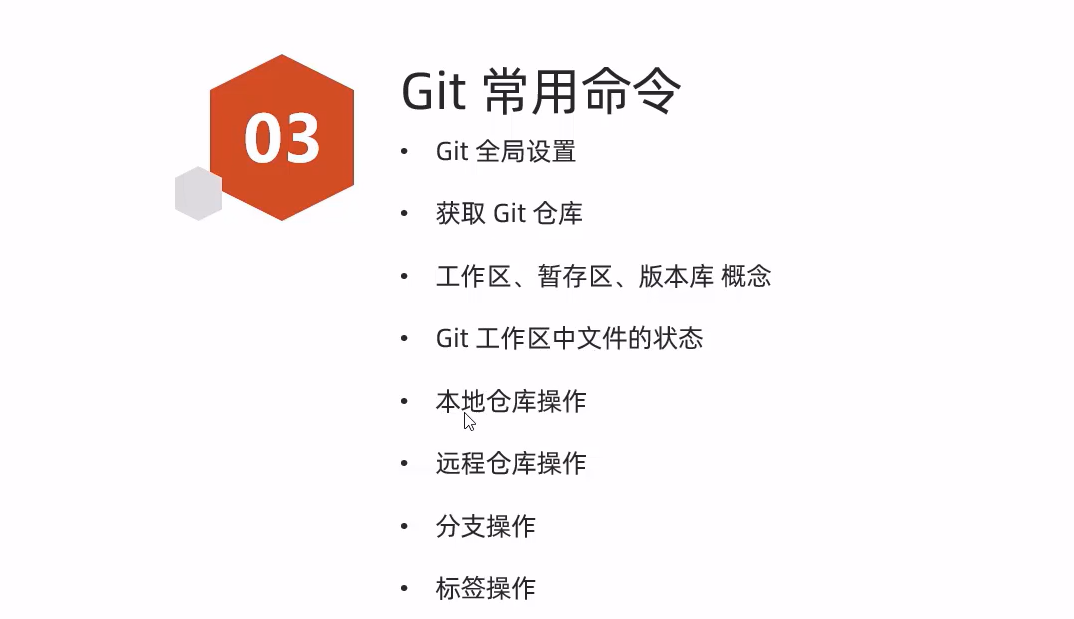 03
Git 常用命令
• Git 全局设置
• 获取 Git 仓库
• 工作区、暂存区、版本库 概念
• Git 工作区中文件的状态
• 本地仓库操作
• 远程仓库操作
• 分支操作
• 标签操作